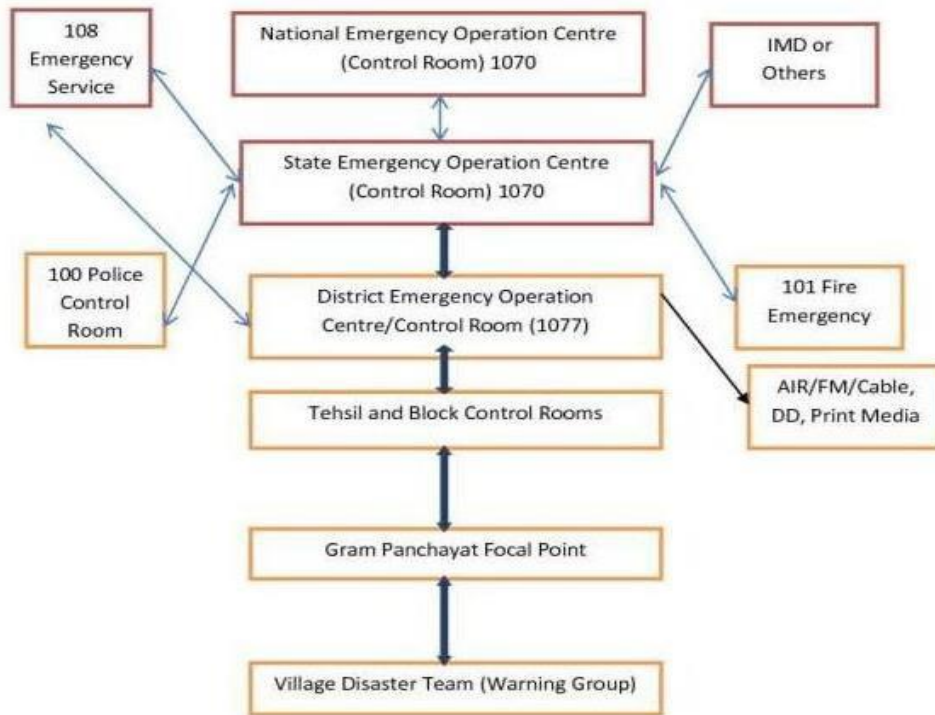 108
Emergency
Service
National Emergency Operation Centre
(Control Room) 1070
IMD or
Others
State Emergency Operation Centre
(Control Room) 1070
100 Police
Control
Room
District Emergency Operation
Centre/Control Room (1077)
101 Fire
Emergency
AIR/FM/Cable,
DD, Print Media
Tehsil and Block Control Rooms
Gram Panchayat Focal Point
Village Disaster Team (Warning Group)